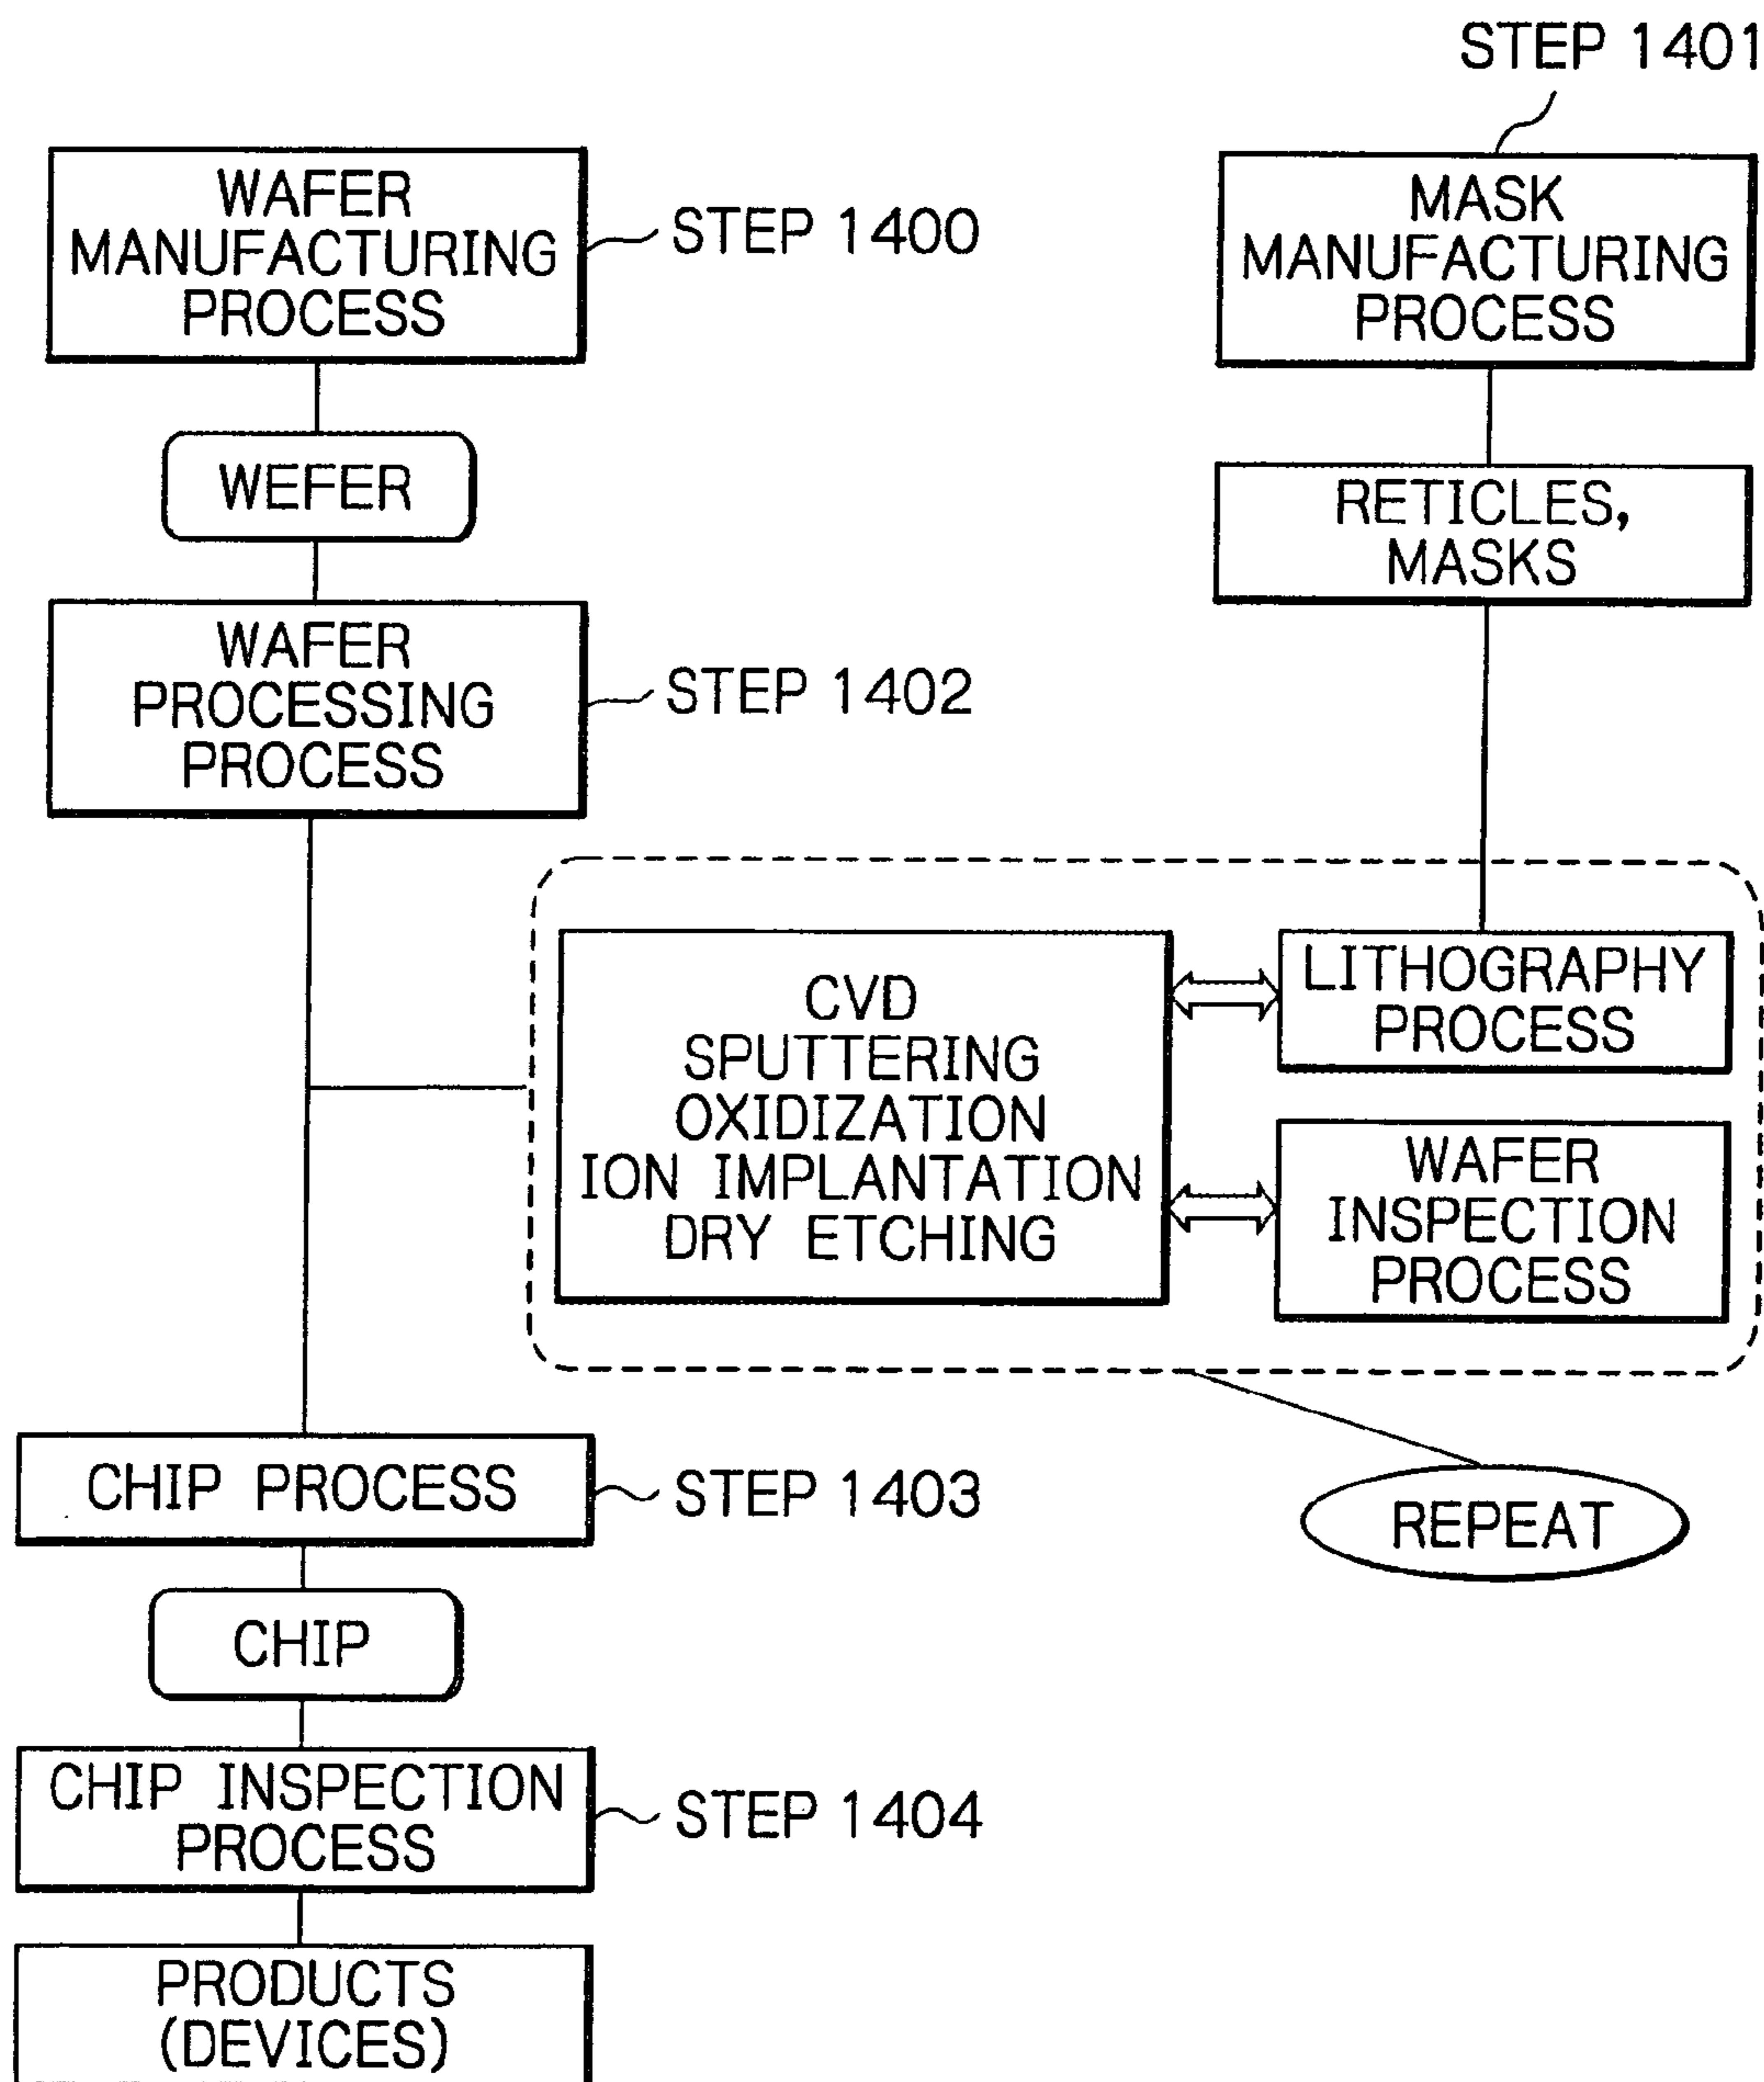 STEP 1401
WAFER
MANUFACTURING
PROCESS
STEP 1400
MASK
MANUFACTURING
PROCESS
WEFER
RETICLES,
MASKS
WAFER
PROCESSING
PROCESS
STEP 1402
CVD
SPUTTERING
OXIDIZATION
ION IMPLANTATION
DRY ETCHING
LITHOGRAPHY
PROCESS
WAFER
INSPECTION
PROCESS
CHIP PROCESS
STEP 1403
REPEAT
CHIP
CHIP INSPECTION
PROCESS
STEP 1404
PRODUCTS
(DEVICES)